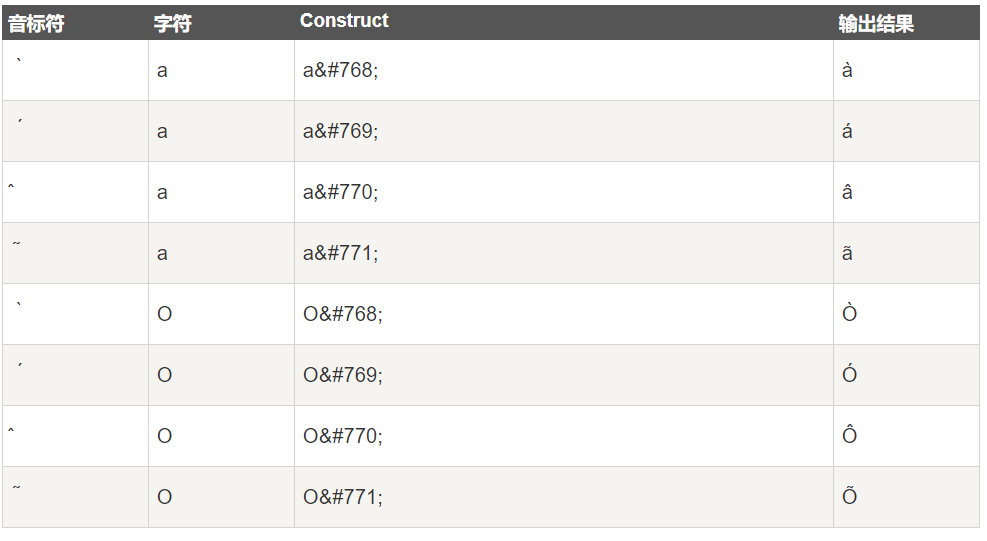 音标符 字符 Construct 输出结果
̀ a a&#768; à
́ a a&#769; á
̂ a a&#770; â
̃ a a&#771; ã
̀ O O&#768; Ò
́ O O&#769; Ó
̂ O O&#770; Ô
̃ O O&#771; Õ